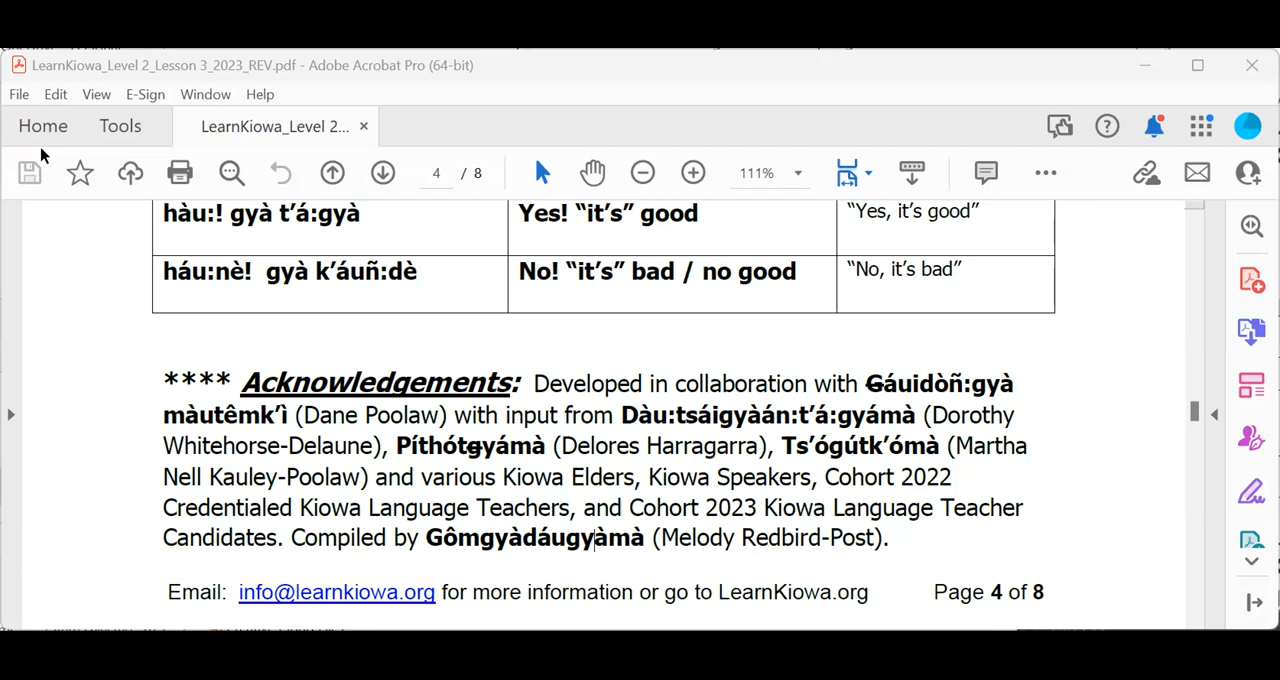 LearnKiowa_Level 2_Lesson 3_2023_REV.pdf - Adobe Acrobat Pro (64-bit)
File Edit View E-Sign Window Help
Home Tools LearnKiowa_Level 2... ×
4 / 8 111%
hàu:! gyà t’á:gyà Yes! “it’s” good “Yes, it’s good”
háu:nè! gyà k’áuñ:dè No! “it’s” bad / no good “No, it’s bad”
**** Acknowledgements: Developed in collaboration with G̶áuidòñ:gyà
màutêmk’ì (Dane Poolaw) with input from Dàu:tsáigyàán:t’á:gyámà (Dorothy
Whitehorse-Delaune), Píthótg̶yámà (Delores Harragarra), Ts’ógútk’ómà (Martha
Nell Kauley-Poolaw) and various Kiowa Elders, Kiowa Speakers, Cohort 2022
Credentialed Kiowa Language Teachers, and Cohort 2023 Kiowa Language Teacher
Candidates. Compiled by Gômgyàdáugyàmà (Melody Redbird-Post).
Email: info@learnkiowa.org for more information or go to LearnKiowa.org Page 4 of 8